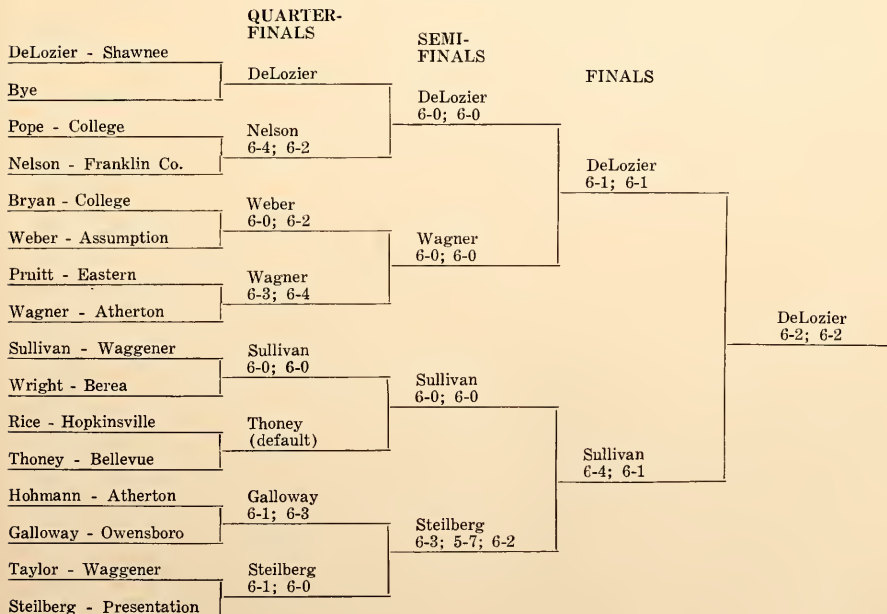 QUARTER-
FINALS
DeLozier - Shawnee
Bye
Pope - College
Nelson - Franklin Co.
Bryan - College
Weber - Assumption
Pruitt - Eastern
Wagner - Atherton
Sullivan - Waggener
Wright - Berea
Rice - Hopkinsville
Thoney - Bellevue
Hohmann - Atherton
Galloway - Owensboro
Taylor - Waggener
Steilberg - Presentation
DeLozier
Nelson
6-4; 6-2
Weber
6-0; 6-2
Wagner
6-3; 6-4
Sullivan
6-0; 6-0
Thoney
(default)
Galloway
6-1; 6-3
Steilberg
6-1; 6-0
SEMI-
FINALS
DeLozier
6-0; 6-0
Wagner
6-0; 6-0
Sullivan
6-0; 6-0
Steilberg
6-3; 5-7; 6-2
FINALS
DeLozier
6-1; 6-1
Sullivan
6-4; 6-1
DeLozier
6-2; 6-2